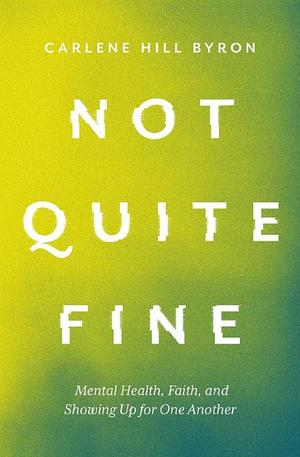 CARLENE HILL BYRON
NOT
QUITE
FINE
Mental Health, Faith, and
Showing Up for One Another